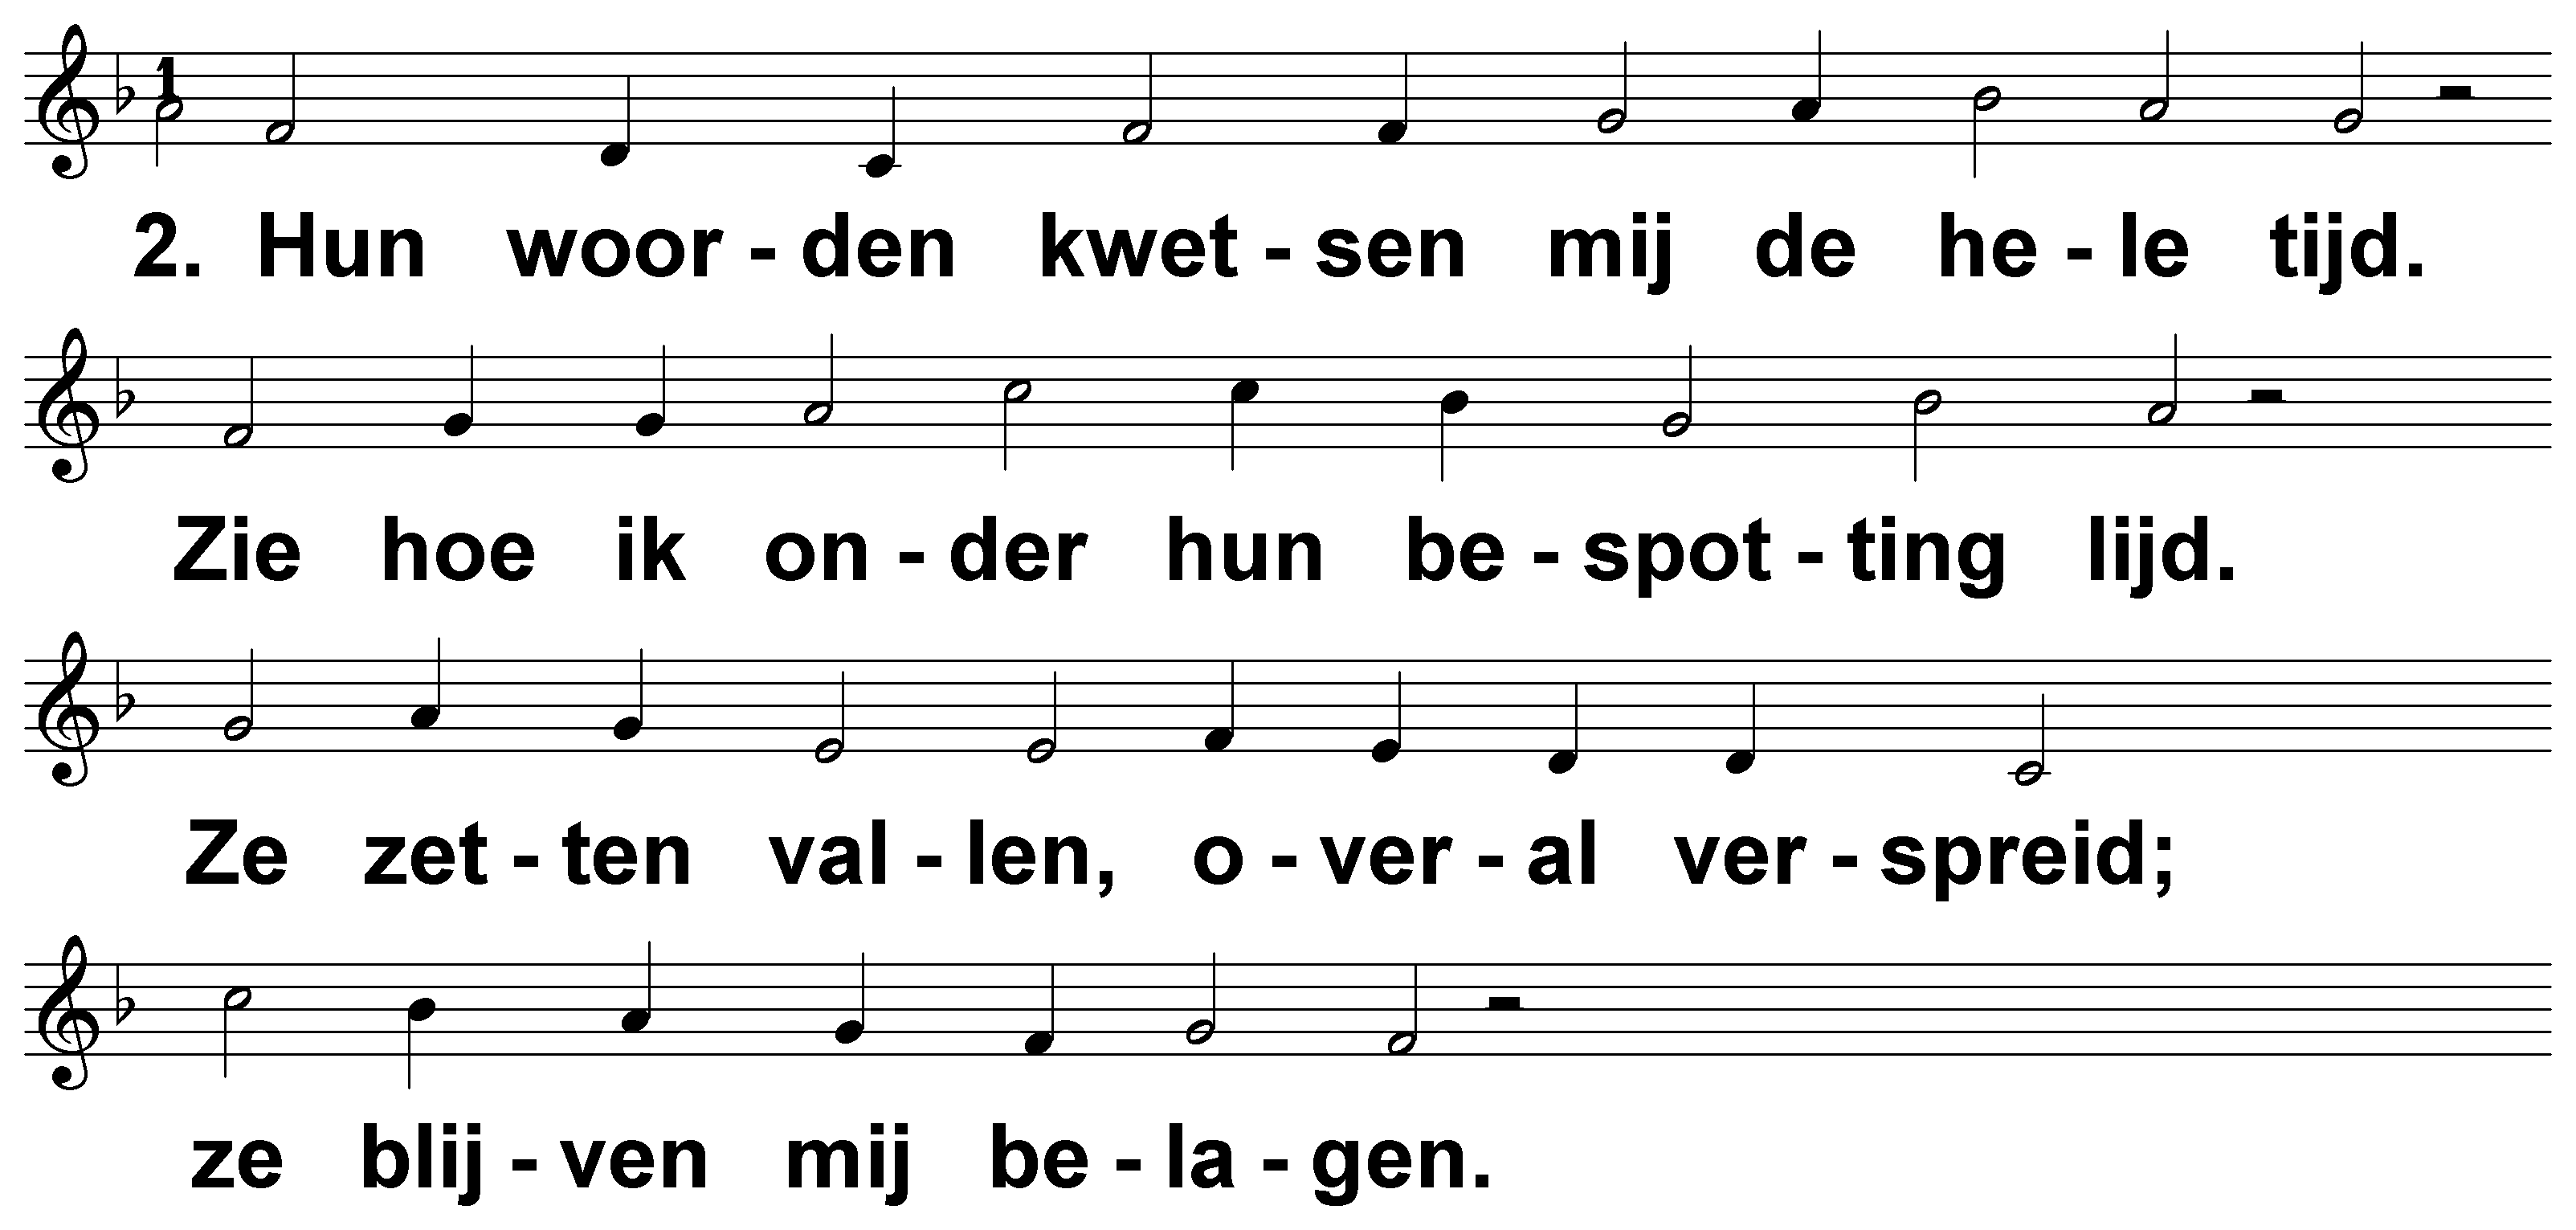 1
2. Hun woor - den kwet - sen mij de he - le tijd.
Zie hoe ik on - der hun be - spot - ting lijd.
Ze zet - ten val - len, o - ver - al ver - spreid;
ze blij - ven mij be - la - gen.